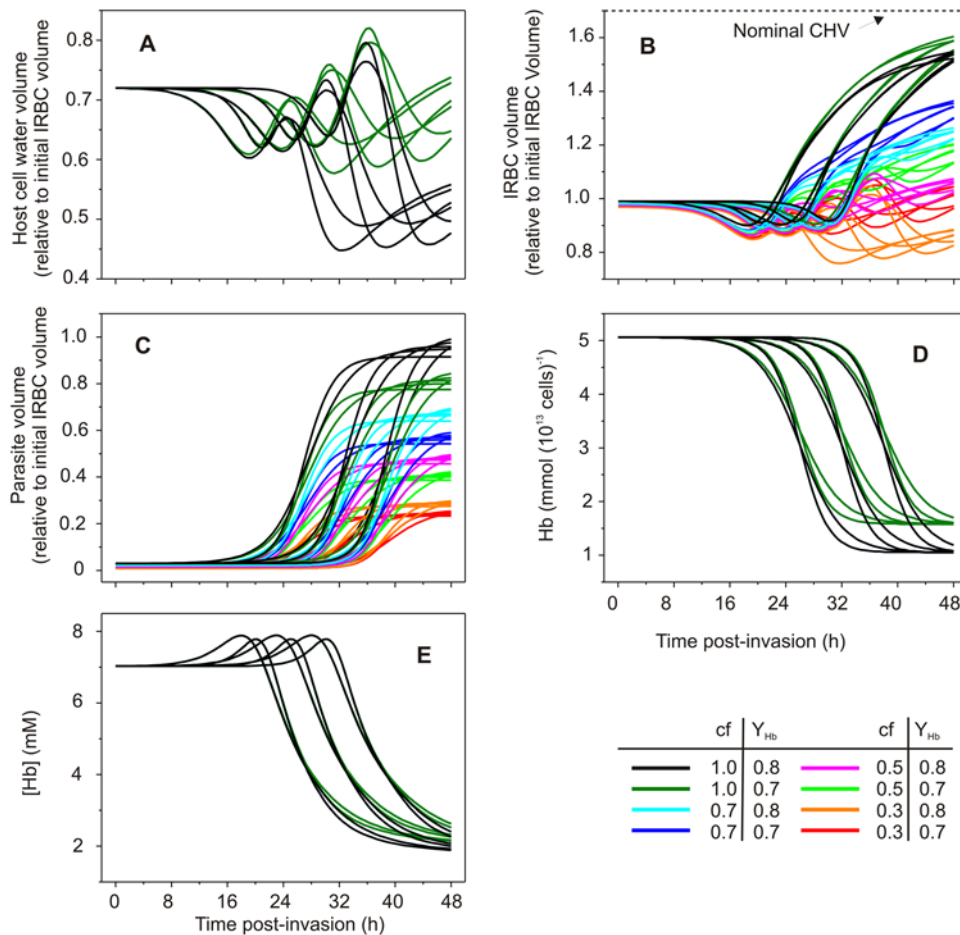 A
Host cell water volume
(relative to initial IRBC volume)
0.8
0.7
0.6
0.5
0.4
B
Nominal CHV
IRBC volume
(relative to initial IRBC Volume)
1.6
1.4
1.2
1.0
0.8
C
Parasite volume
(relative to initial IRBC volume)
1.0
0.8
0.6
0.4
0.2
0
D
Hb (mmol (10¹³ cells)⁻¹)
5
4
3
2
1
0 8 16 24 32 40 48
Time post-invasion (h)
E
[Hb] (mM)
8
6
4
2
0 8 16 24 32 40 48
Time post-invasion (h)
cf Y_Hb cf Y_Hb
1.0 0.8 0.5 0.8
1.0 0.7 0.5 0.7
0.7 0.8 0.3 0.8
0.7 0.7 0.3 0.7